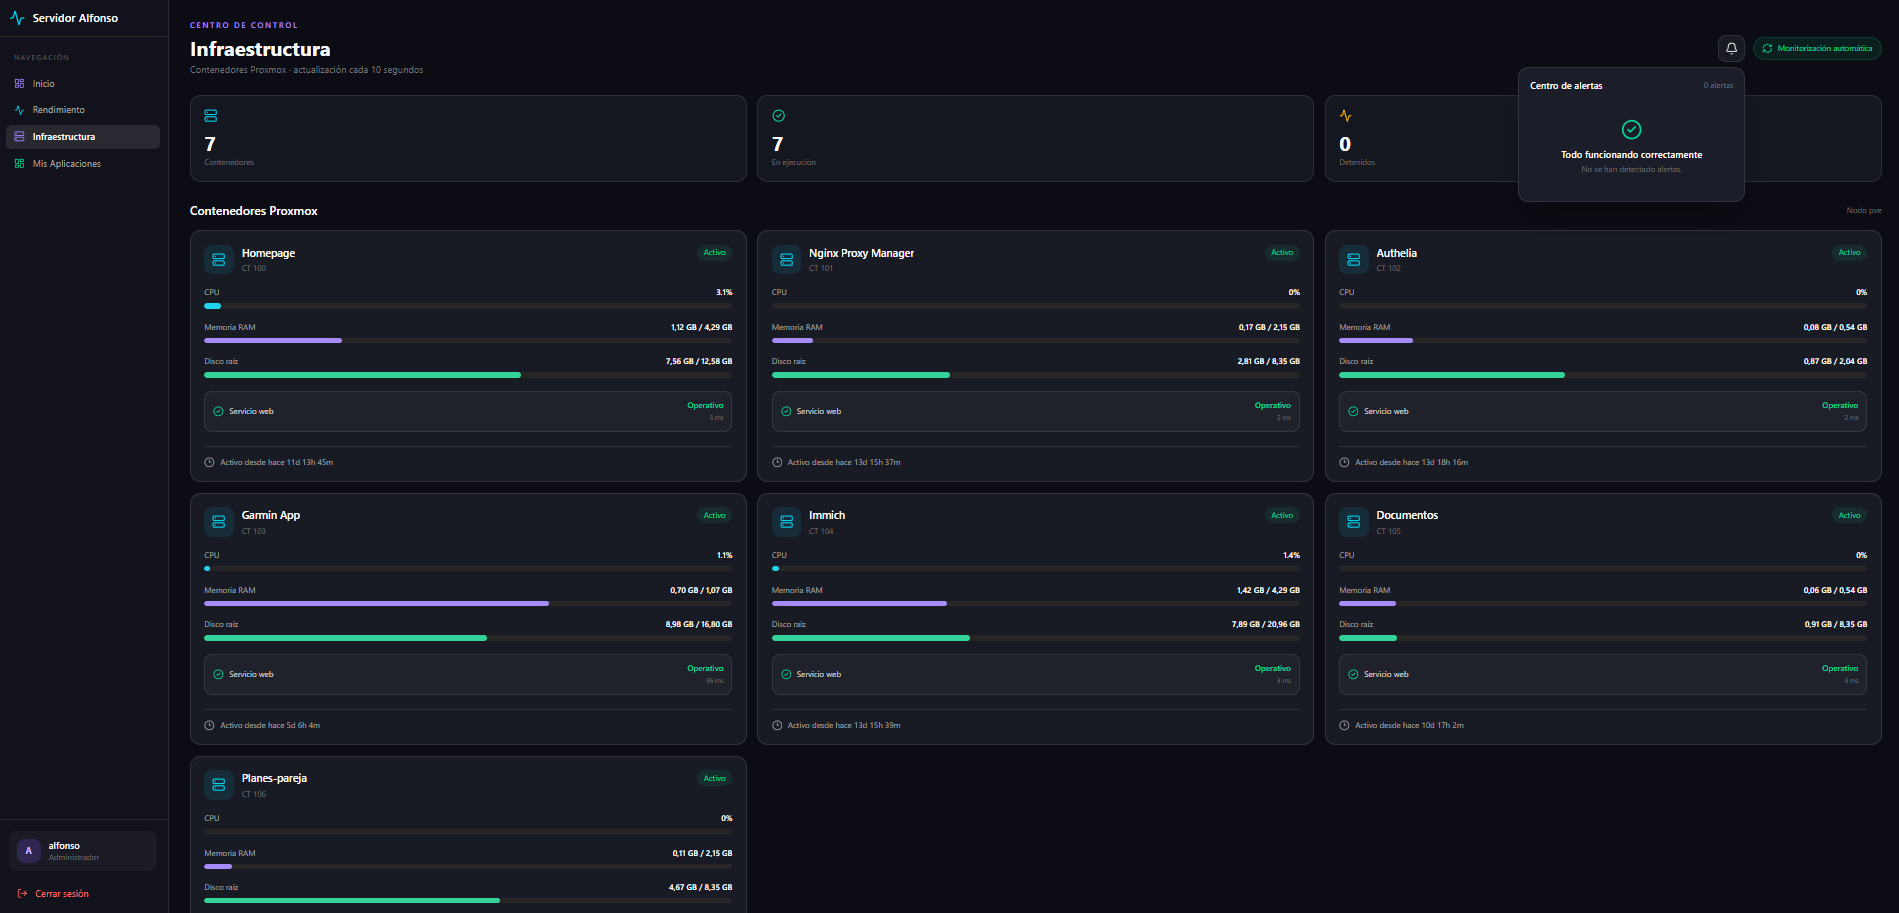 Servidor Alfonso
NAVEGACIÓN
Inicio
Rendimiento
Infraestructura
Mis Aplicaciones
CENTRO DE CONTROL
Infraestructura
Contenedores Proxmox · actualización cada 10 segundos
Monitorización automática
Centro de alertas 0 alertas
Todo funcionando correctamente
No se han detectado alertas.
7
Contenedores
7
En ejecución
0
Detenidos
Contenedores Proxmox
Nodo pve
Homepage Activo
CT 100
CPU 3.1%
Memoria RAM 1,12 GB / 4,29 GB
Disco raíz 7,56 GB / 12,58 GB
Servicio web Operativo
3 ms
Activo desde hace 11d 13h 45m
Nginx Proxy Manager Activo
CT 101
CPU 0%
Memoria RAM 0,17 GB / 2,15 GB
Disco raíz 2,81 GB / 8,35 GB
Servicio web Operativo
2 ms
Activo desde hace 13d 15h 37m
Authelia Activo
CT 102
CPU 0%
Memoria RAM 0,08 GB / 0,54 GB
Disco raíz 0,87 GB / 2,04 GB
Servicio web Operativo
2 ms
Activo desde hace 13d 18h 16m
Garmin App Activo
CT 103
CPU 1.1%
Memoria RAM 0,70 GB / 1,07 GB
Disco raíz 8,98 GB / 16,80 GB
Servicio web Operativo
36 ms
Activo desde hace 5d 6h 4m
Immich Activo
CT 104
CPU 1.4%
Memoria RAM 1,42 GB / 4,29 GB
Disco raíz 7,89 GB / 20,96 GB
Servicio web Operativo
3 ms
Activo desde hace 13d 15h 39m
Documentos Activo
CT 105
CPU 0%
Memoria RAM 0,06 GB / 0,54 GB
Disco raíz 0,91 GB / 8,35 GB
Servicio web Operativo
3 ms
Activo desde hace 10d 17h 2m
Planes-pareja Activo
CT 106
CPU 0%
Memoria RAM 0,11 GB / 2,15 GB
Disco raíz 4,67 GB / 8,35 GB
A
alfonso
Administrador
Cerrar sesión